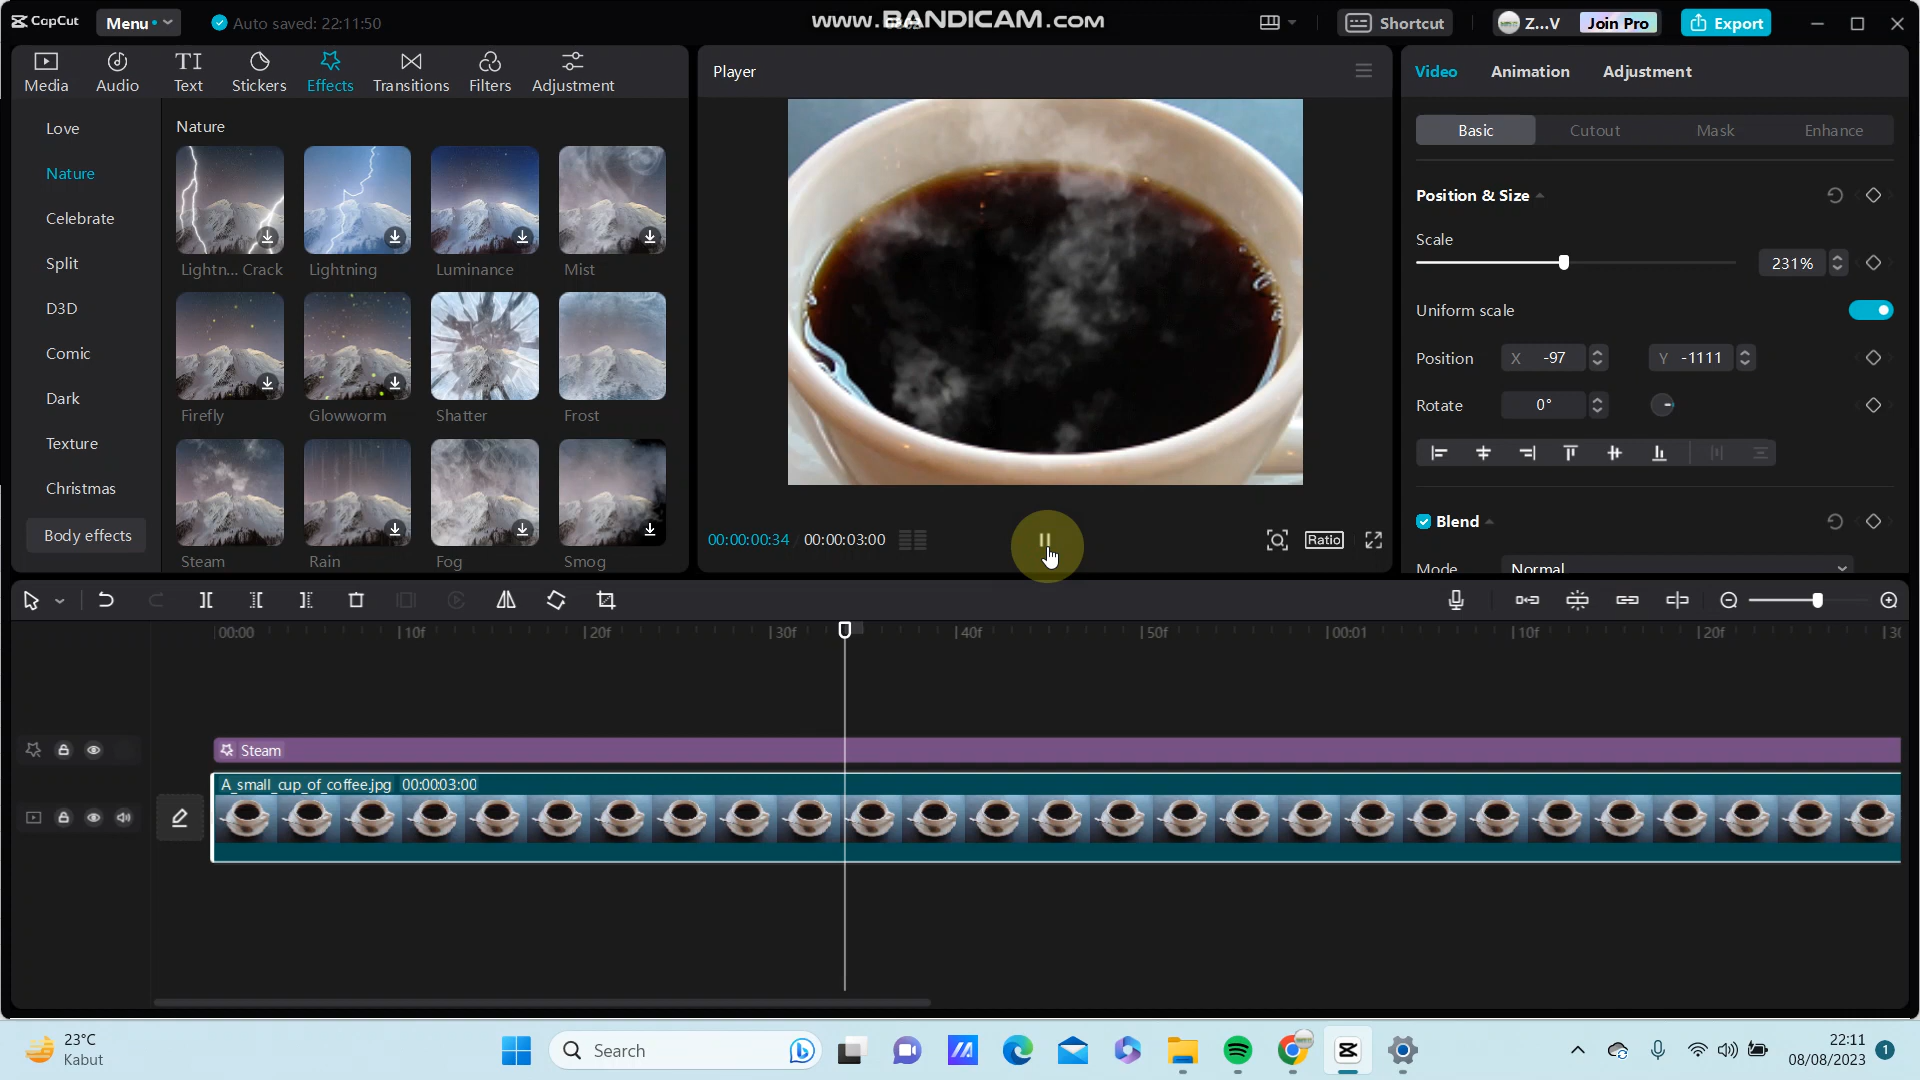 CapCut
Menu
Auto saved: 22:11:50
www.BANDICAM.com
Shortcut
Z...V
Join Pro
Export
Media
Audio
Text
Stickers
Effects
Transitions
Filters
Adjustment
Love
Nature
Celebrate
Split
D3D
Comic
Dark
Texture
Christmas
Body effects
Nature
Lightn... Crack
Lightning
Luminance
Mist
Firefly
Glowworm
Shatter
Frost
Steam
Rain
Fog
Smog
Player
00:00:00:34
00:00:03:00
Ratio
Video
Animation
Adjustment
Basic
Cutout
Mask
Enhance
Position & Size
Scale
231%
Uniform scale
Position
X -97
Y -1111
Rotate
0°
Blend
Mode
Normal
00:00
10f
20f
30f
40f
50f
00:01
10f
20f
Steam
A_small_cup_of_coffee.jpg 00:00:03:00
23°C
Kabut
Search
22:11
08/08/2023
1